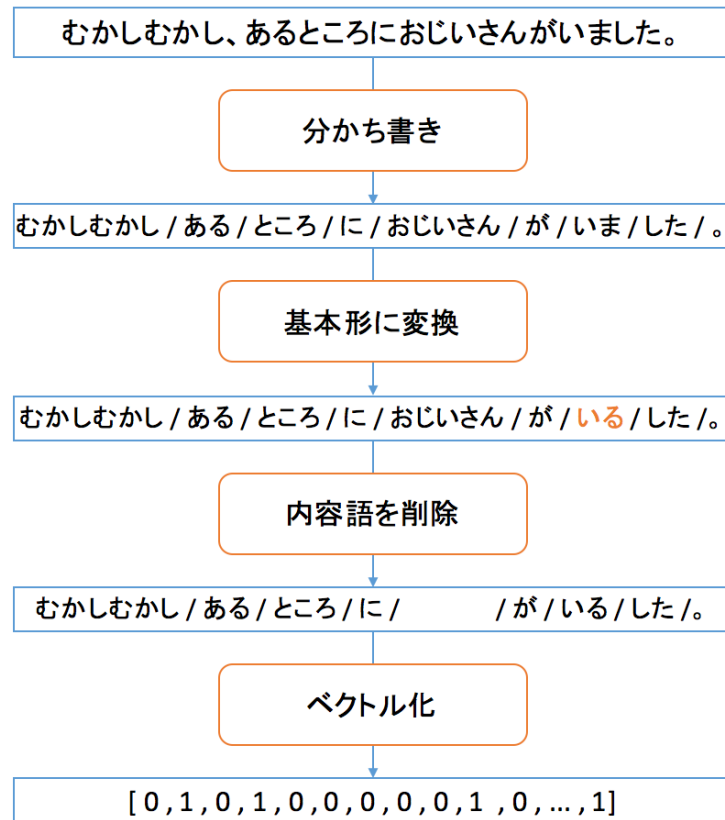 むかしむかし、あるところにおじいさんがいました。
分かち書き
むかしむかし / ある / ところ / に / おじいさん / が / いま / した / 。
基本形に変換
むかしむかし / ある / ところ / に / おじいさん / が / いる / した /。
内容語を削除
むかしむかし / ある / ところ / に / / が / いる / した /。
ベクトル化
[ 0 , 1 , 0 , 1 , 0 , 0 , 0 , 0 , 0 , 1 , 0 , ... , 1]